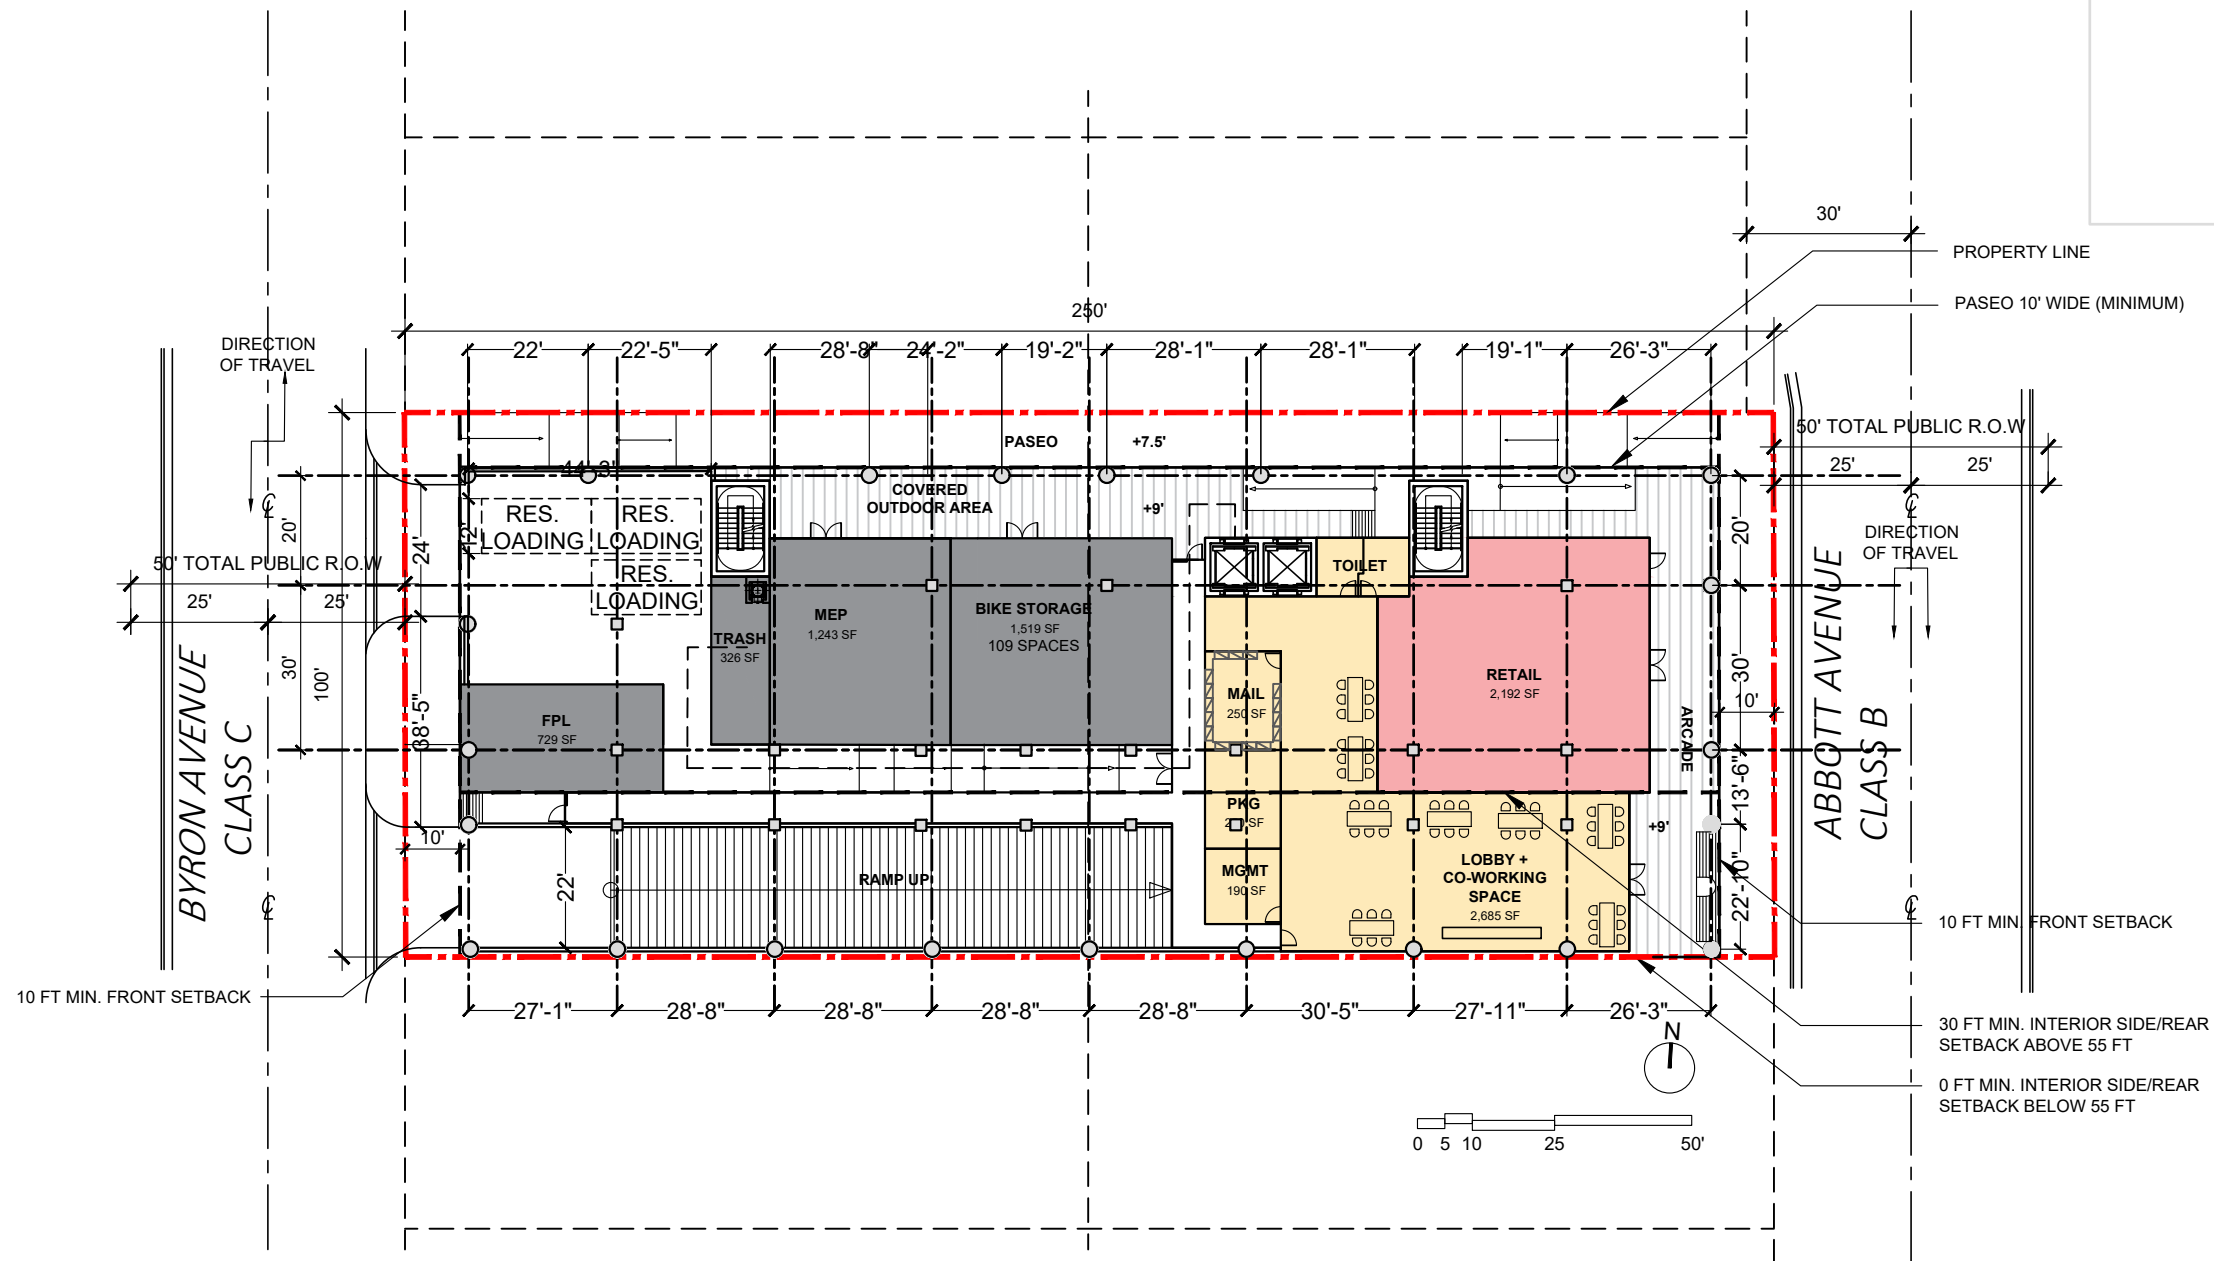 30'
PROPERTY LINE
PASEO 10' WIDE (MINIMUM)
250'
DIRECTION
OF TRAVEL
22'
22'-5"
28'-8"
24'-2"
19'-2"
28'-1"
28'-1"
19'-1"
26'-3"
50' TOTAL PUBLIC R.O.W
25'
25'
PASEO
+7.5'
44'-3"
COVERED
OUTDOOR AREA
+9'
RES.
LOADING
RES.
LOADING
RES.
LOADING
12'
20'
24'
50' TOTAL PUBLIC R.O.W
25'
25'
30'
100'
38'-5"
10'
BYRON AVENUE
CLASS C
TRASH
326 SF
MEP
1,243 SF
BIKE STORAGE
1,519 SF
109 SPACES
TOILET
FPL
729 SF
MAIL
250 SF
RETAIL
2,192 SF
ARCADE
20'
30'
10'
13'-6"
22'-10"
DIRECTION
OF TRAVEL
ABBOTT AVENUE
CLASS B
PKG
SF
MGMT
190 SF
LOBBY +
CO-WORKING
SPACE
2,685 SF
+9'
RAMP UP
22'
10 FT MIN. FRONT SETBACK
10 FT MIN. FRONT SETBACK
27'-1"
28'-8"
28'-8"
28'-8"
28'-8"
30'-5"
27'-11"
26'-3"
N
30 FT MIN. INTERIOR SIDE/REAR
SETBACK ABOVE 55 FT
0 FT MIN. INTERIOR SIDE/REAR
SETBACK BELOW 55 FT
0 5 10 25 50'